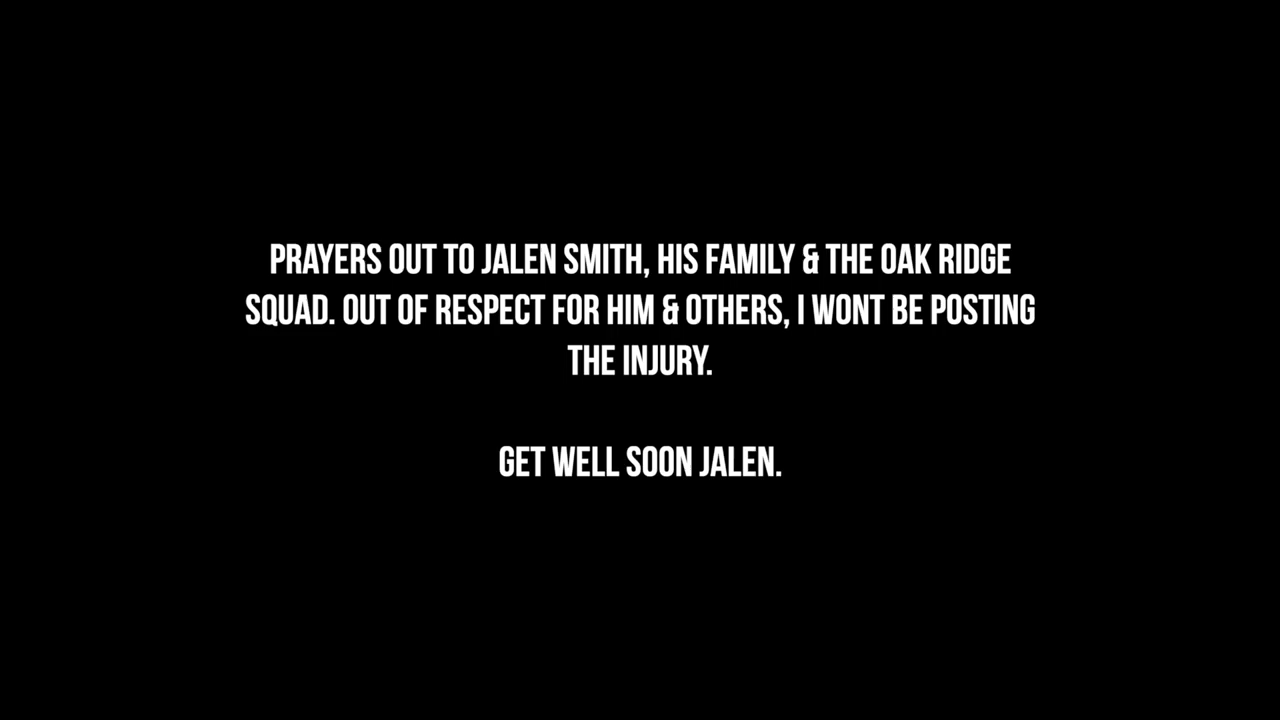 PRAYERS OUT TO JALEN SMITH, HIS FAMILY & THE OAK RIDGE
SQUAD. OUT OF RESPECT FOR HIM & OTHERS, I WONT BE POSTING
THE INJURY.
GET WELL SOON JALEN.